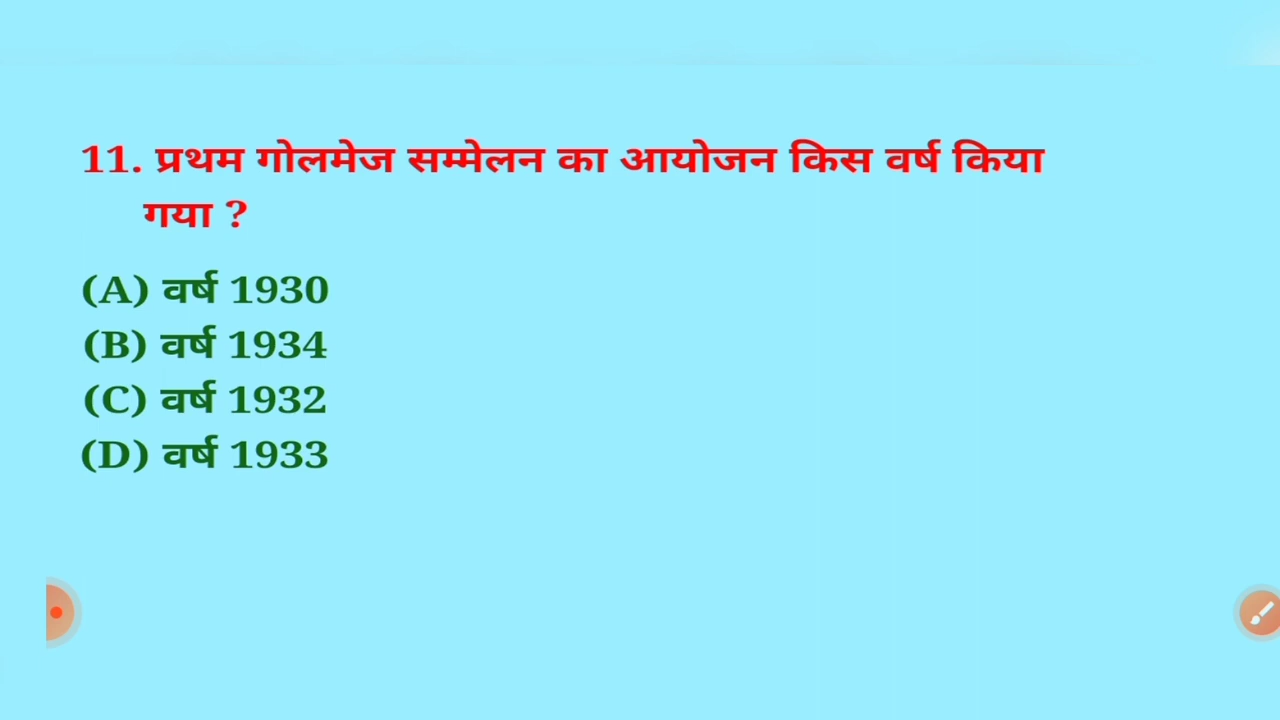 11. प्रथम गोलमेज सम्मेलन का आयोजन किस वर्ष किया
गया ?
(A) वर्ष 1930
(B) वर्ष 1934
(C) वर्ष 1932
(D) वर्ष 1933